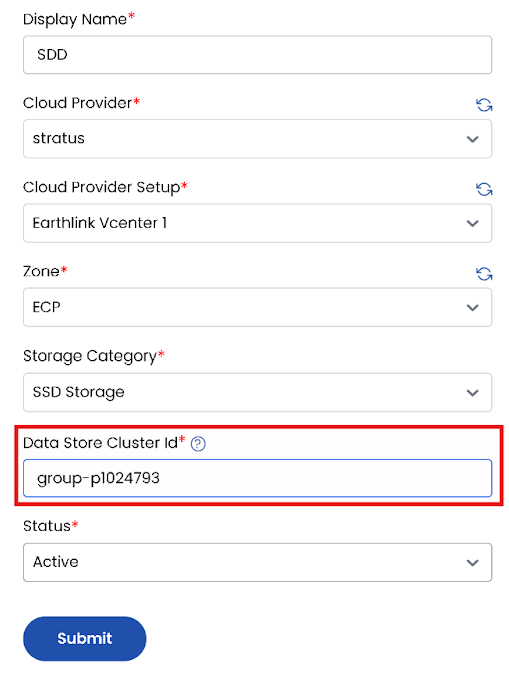 Display Name*
SDD
Cloud Provider*
stratus
Cloud Provider Setup*
Earthlink Vcenter 1
Zone*
ECP
Storage Category*
SSD Storage
Data Store Cluster Id* ?
group-p1024793
Status*
Active
Submit